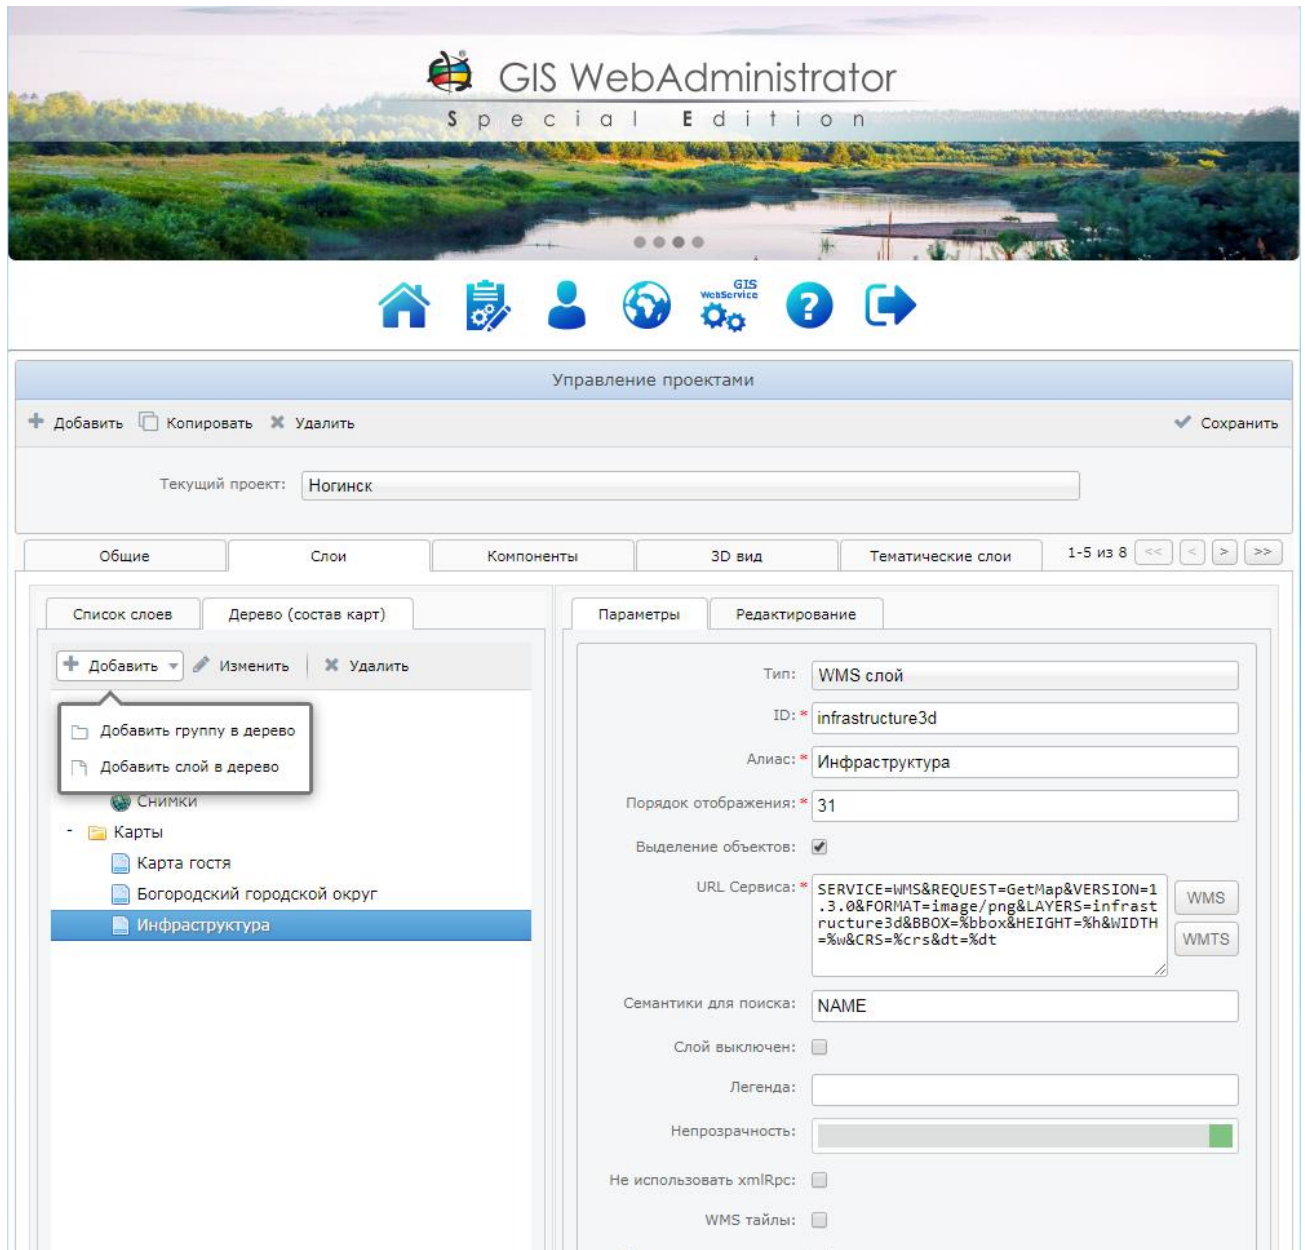 GIS WebAdministrator
Special Edition
GIS
WebService
?
Управление проектами
Добавить Копировать Удалить Сохранить
Текущий проект: Ногинск
Общие Слои Компоненты 3D вид Тематические слои 1-5 из 8 << < > >>
Список слоев Дерево (состав карт)
Добавить Изменить Удалить
Добавить группу в дерево
Добавить слой в дерево
Снимки
- Карты
Карта гостя
Богородский городской округ
Инфраструктура
Параметры Редактирование
Тип: WMS слой
ID: * infrastructure3d
Алиас: * Инфраструктура
Порядок отображения: * 31
Выделение объектов:
URL Сервиса: * SERVICE=WMS&REQUEST=GetMap&VERSION=1
.3.0&FORMAT=image/png&LAYERS=infrast
ructure3d&BBOX=%bbox&HEIGHT=%h&WIDTH
=%w&CRS=%crs&dt=%dt
WMS
WMTS
Семантики для поиска: NAME
Слой выключен:
Легенда:
Непрозрачность:
Не использовать xmlRpc:
WMS тайлы: